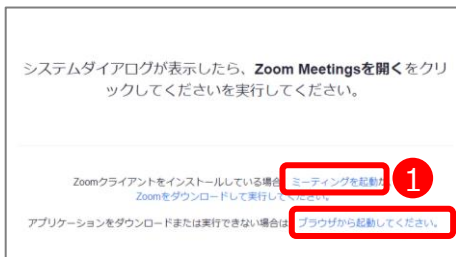 システムダイアログが表示したら、Zoom Meetingsを開くをクリ
ックしてくださいを実行してください。
Zoomクライアントをインストールしている場合 ミーティングを起動 1
Zoomをダウンロードして実行してください。
アプリケーションをダウンロードまたは実行できない場合は ブラウザから起動してください。